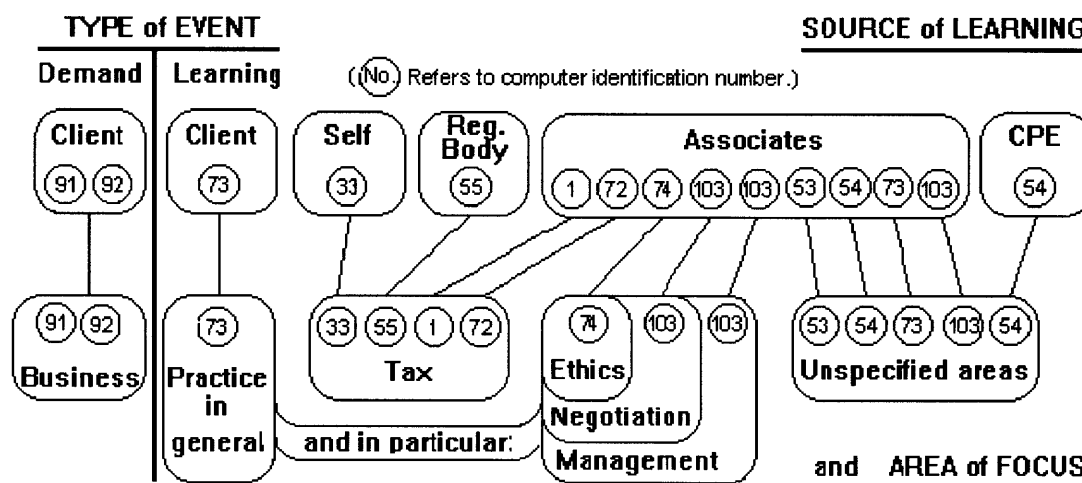 TYPE of EVENT SOURCE of LEARNING
Demand Learning ((No.) Refers to computer identification number.)
Client Client Self Reg. Body Associates CPE
91 92 73 33 55 1 72 74 103 103 53 54 73 103 54
91 92 73 33 55 1 72 74 103 103 53 54 73 103 54
Business Practice Tax Ethics Unspecified areas
in Negotiation
general and in particular: Management
and AREA of FOCUS